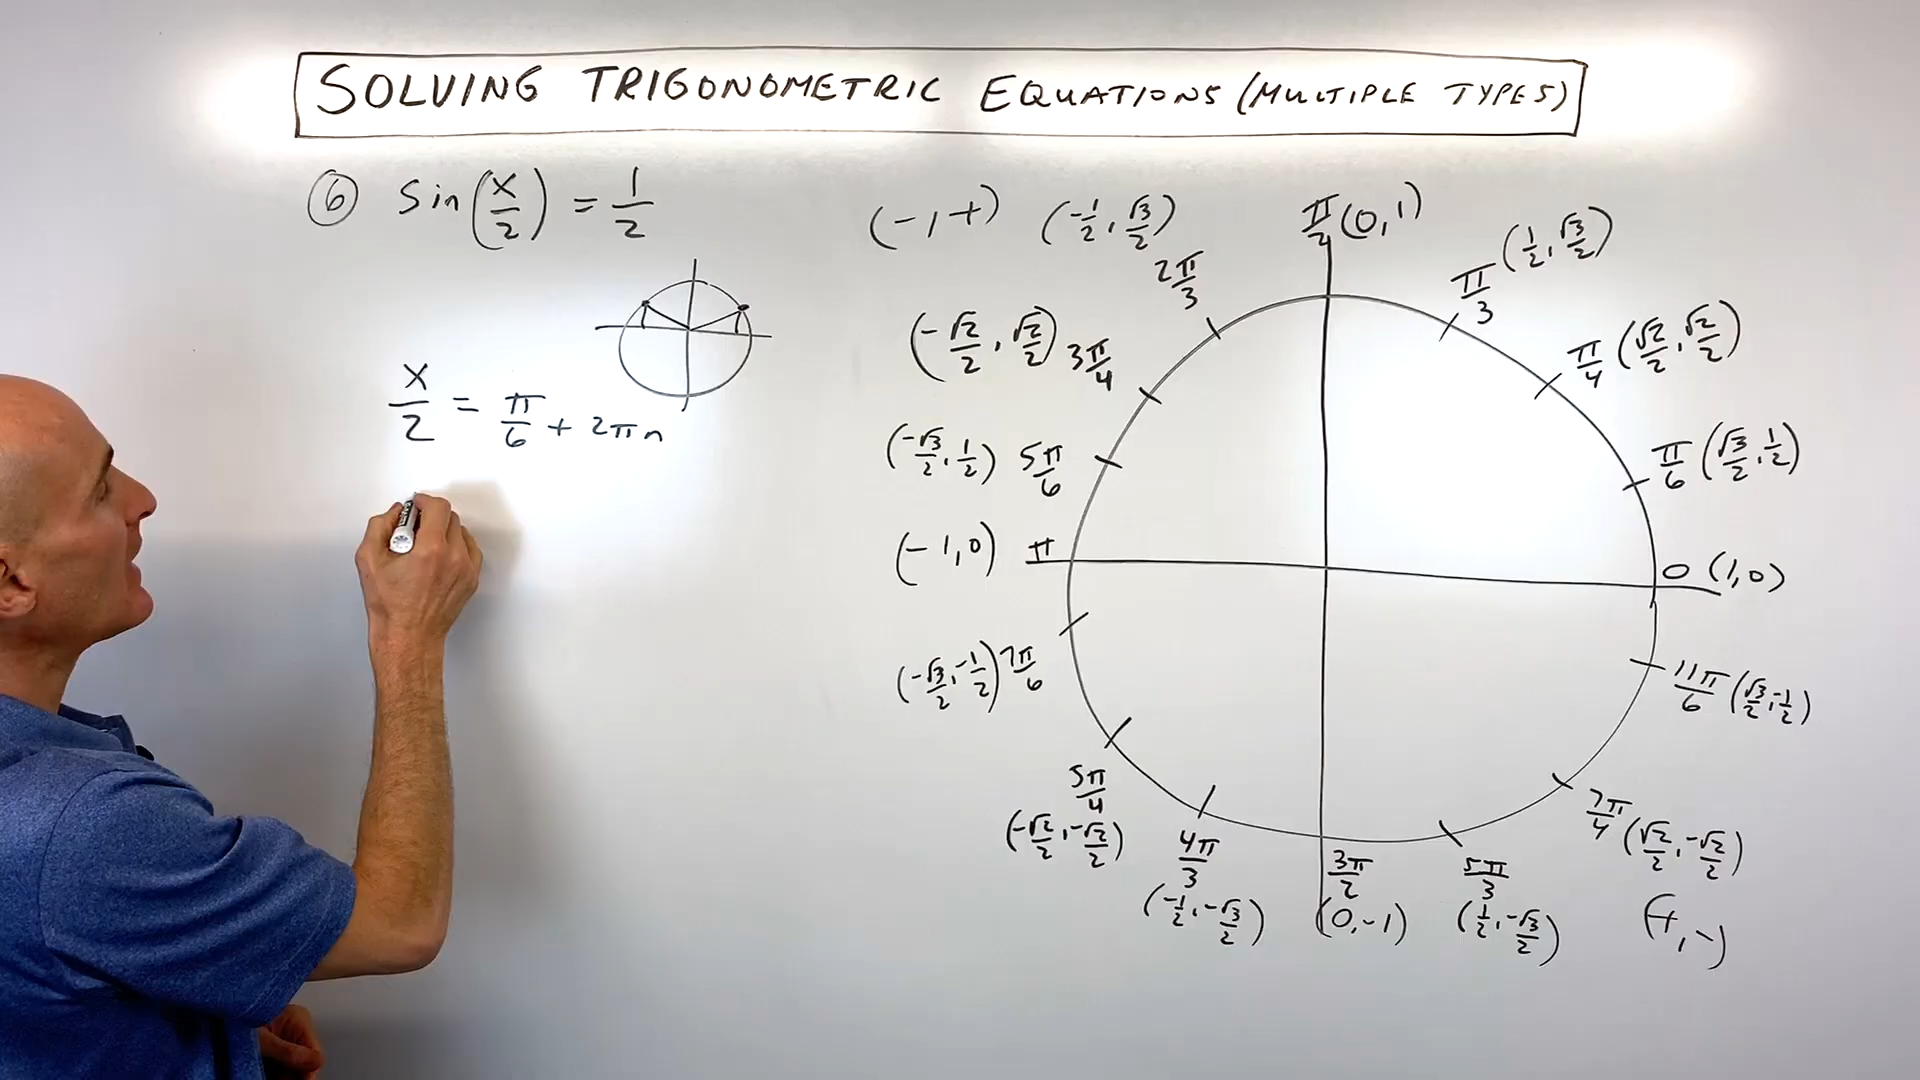 SOLVING TRIGONOMETRIC EQUATIONS (MULTIPLE TYPES)
⑥ sin(x/2) = 1/2
x/2 = π/6 + 2πn
(-,+)
(-1/2, √3/2)
2π/3
π/2 (0,1)
π/3 (1/2, √3/2)
(-√2/2, √2/2) 3π/4
π/4 (√2/2, √2/2)
(-√3/2, 1/2) 5π/6
π/6 (√3/2, 1/2)
(-1,0) π
0 (1,0)
(-√3/2, -1/2) 7π/6
11π/6 (√3/2, -1/2)
5π/4
(-√2/2, -√2/2)
4π/3
(-1/2, -√3/2)
3π/2
(0,-1)
5π/3
(1/2, -√3/2)
7π/4 (√2/2, -√2/2)
(+,-)